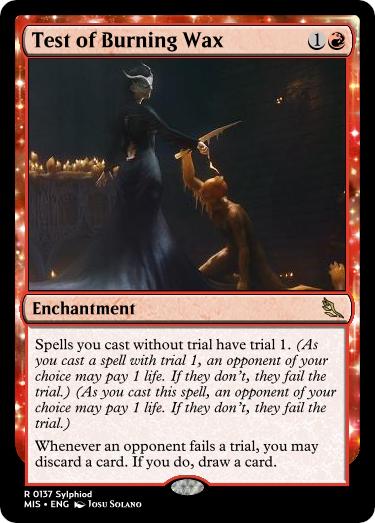 Test of Burning Wax 1
Enchantment
Spells you cast without trial have trial 1. (As
you cast a spell with trial 1, an opponent of your
choice may pay 1 life. If they don't, they fail the
trial.) (As you cast this spell, an opponent of your
choice may pay 1 life. If they don't, they fail the
trial.)
Whenever an opponent fails a trial, you may
discard a card. If you do, draw a card.
R 0137 Sylphiod
MIS • ENG Josu Solano